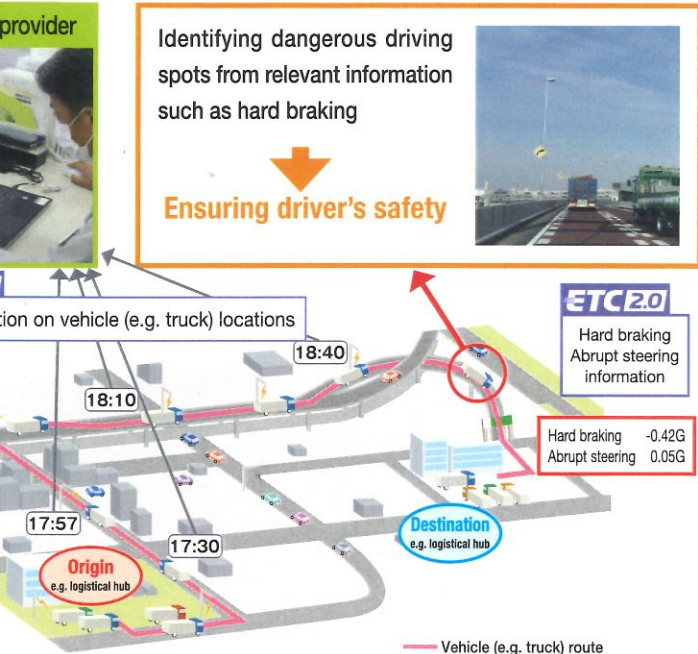 provider
Identifying dangerous driving
spots from relevant information
such as hard braking
Ensuring driver's safety
tion on vehicle (e.g. truck) locations
ETC 2.0
Hard braking
Abrupt steering
information
18:40
18:10
Hard braking -0.42G
Abrupt steering 0.05G
17:57
17:30
Destination
e.g. logistical hub
Origin
e.g. logistical hub
Vehicle (e.g. truck) route